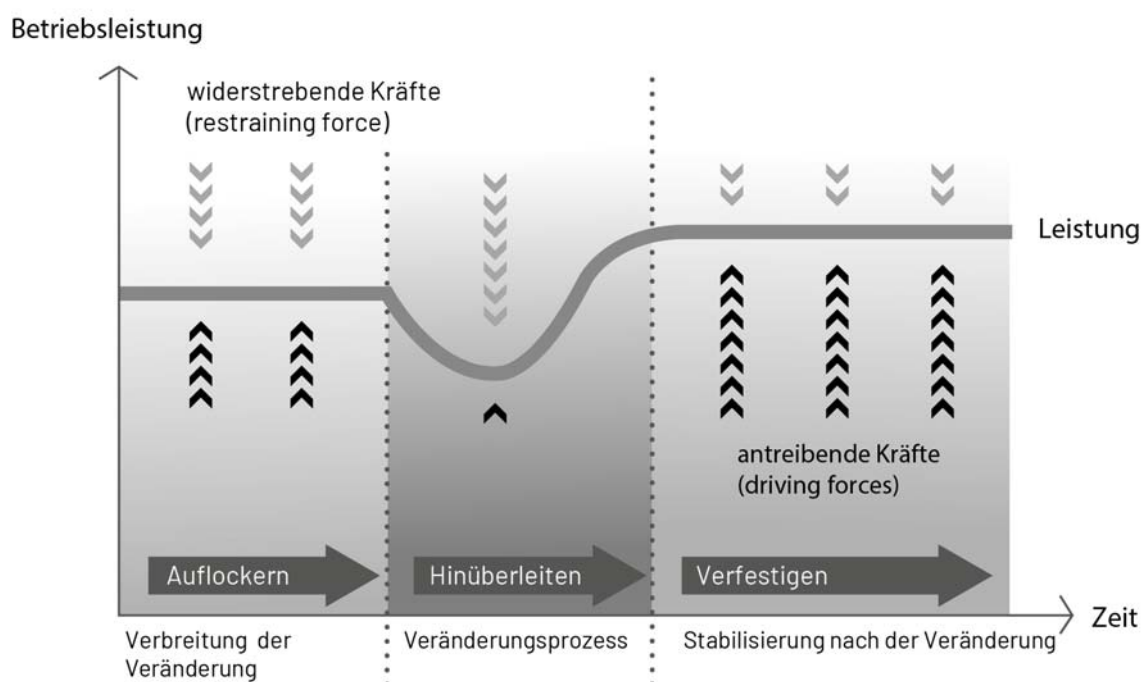 Betriebsleistung
widerstrebende Kräfte
(restraining force)
Leistung
antreibende Kräfte
(driving forces)
Auflockern
Hinüberleiten
Verfestigen
Zeit
Verbreitung der
Veränderung
Veränderungsprozess
Stabilisierung nach der Veränderung